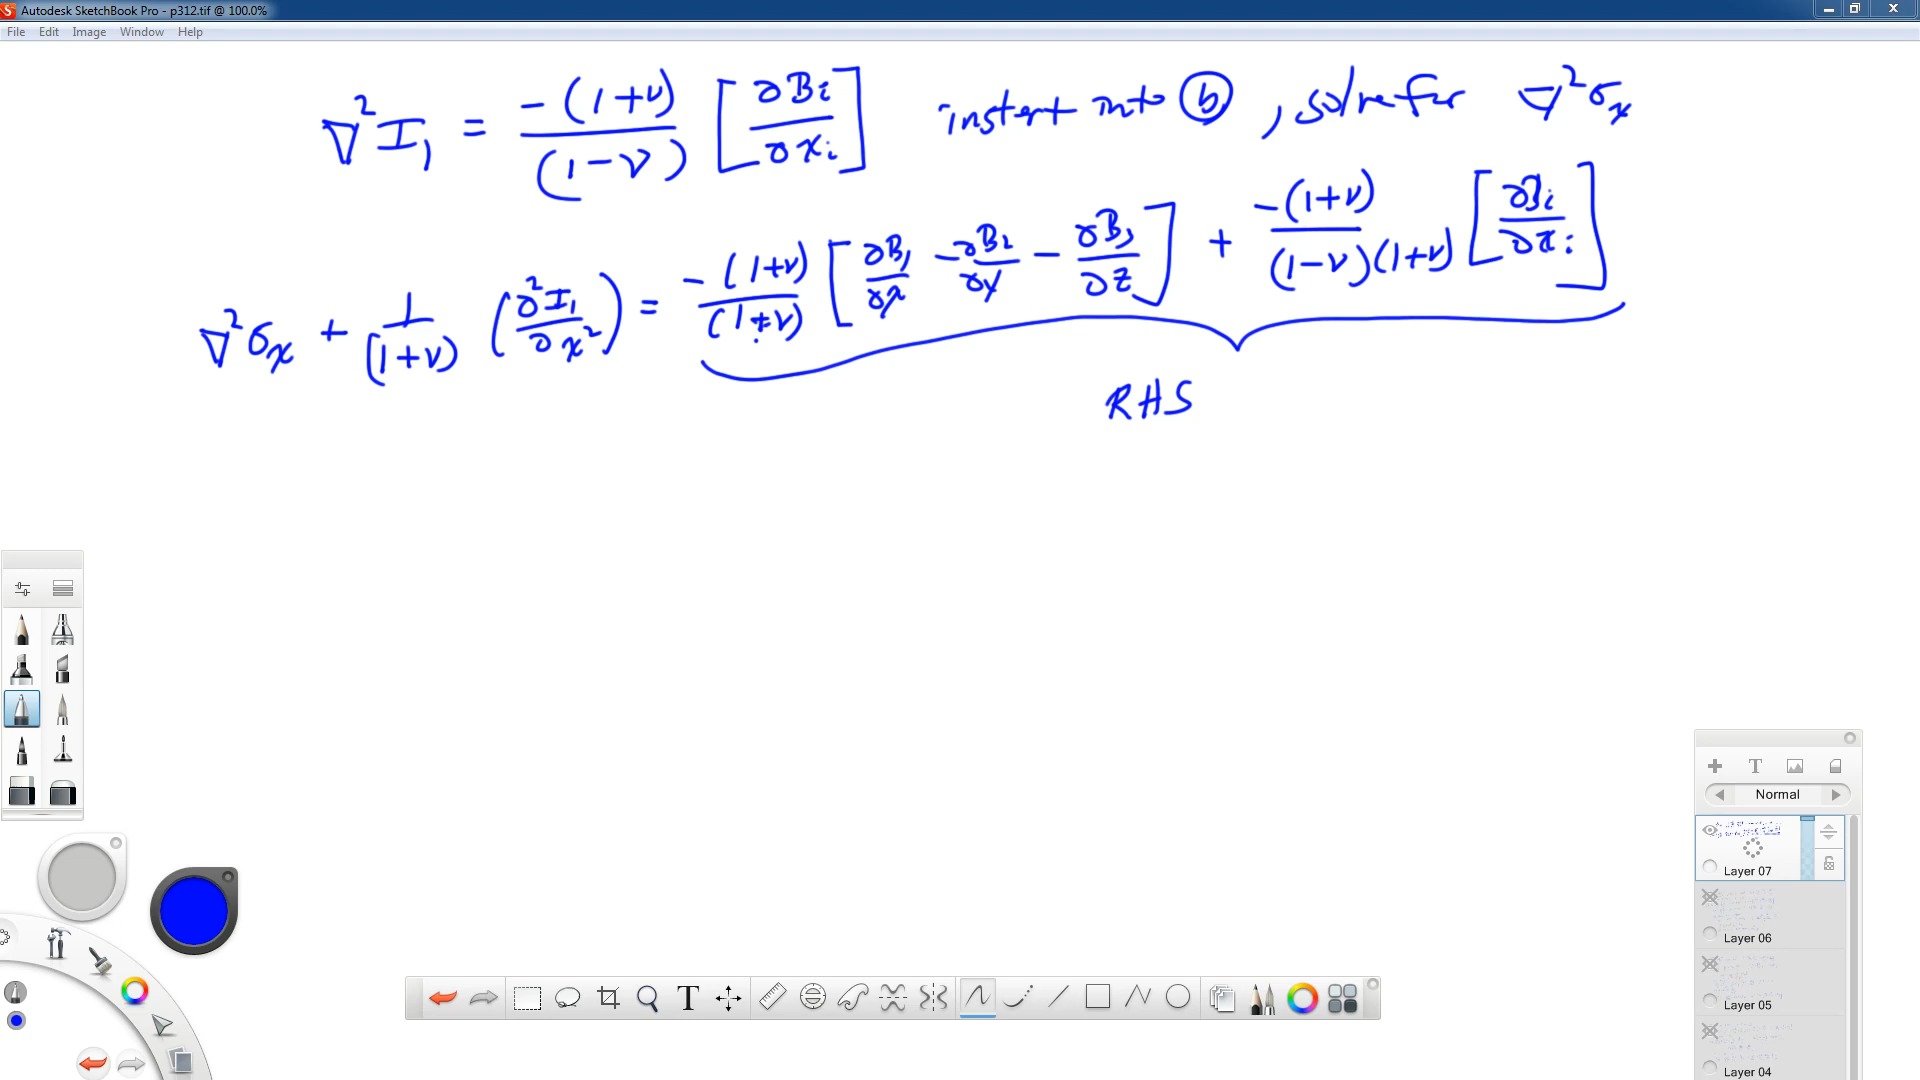 Autodesk SketchBook Pro - p312.tif @ 100.0%
File Edit Image Window Help
∇²I₁ = -(1+ν)/(1-ν) [∂Bi/∂xi] instert into ⓑ, solve for ∇²σx
∇²σx + 1/(1+ν) (∂²I₁/∂x²) = -(1+ν)/(1+ν) [∂B₁/∂x - ∂B₂/∂y - ∂B₃/∂z] + -(1+ν)/(1-ν)(1+ν) [∂Bi/∂xi]
RHS
T
Normal
Layer 07
Layer 06
Layer 05
Layer 04
T